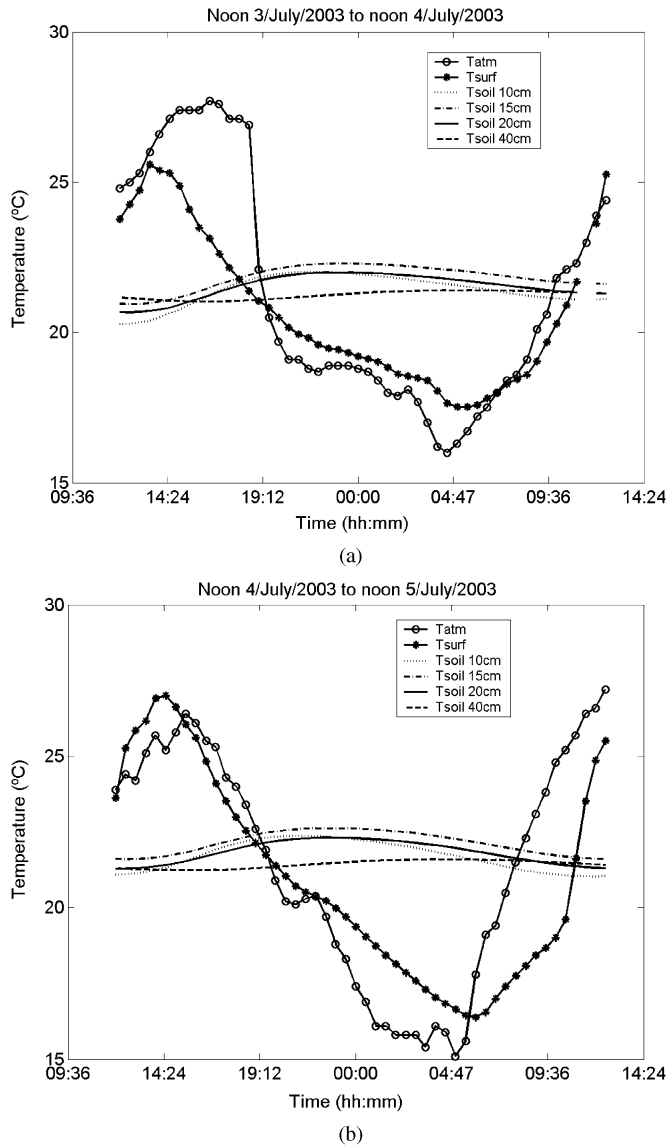 Noon 3/July/2003 to noon 4/July/2003
30
25
20
15
Temperature (ºC)
Tatm
Tsurf
Tsoil 10cm
Tsoil 15cm
Tsoil 20cm
Tsoil 40cm
09:36 14:24 19:12 00:00 04:47 09:36 14:24
Time (hh:mm)
(a)
Noon 4/July/2003 to noon 5/July/2003
30
25
20
15
Temperature (ºC)
Tatm
Tsurf
Tsoil 10cm
Tsoil 15cm
Tsoil 20cm
Tsoil 40cm
09:36 14:24 19:12 00:00 04:47 09:36 14:24
Time (hh:mm)
(b)